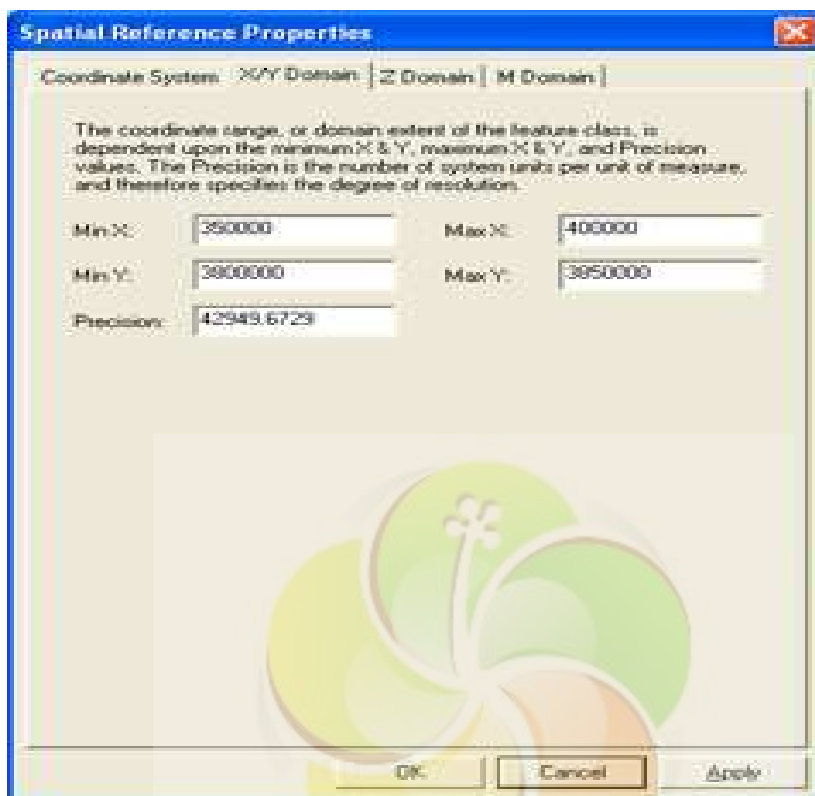 Spatial Reference Properties
Coordinate System X/Y Domain Z Domain M Domain
The coordinate range, or domain extent of the feature class, is
dependent upon the minimum X & Y, maximum X & Y, and Precision
values. The Precision is the number of system units per unit of measure,
and therefore specifies the degree of resolution.
Min X: 350000 Max X: 400000
Min Y: 3800000 Max Y: 3850000
Precision: 42949.6729
OK Cancel Apply